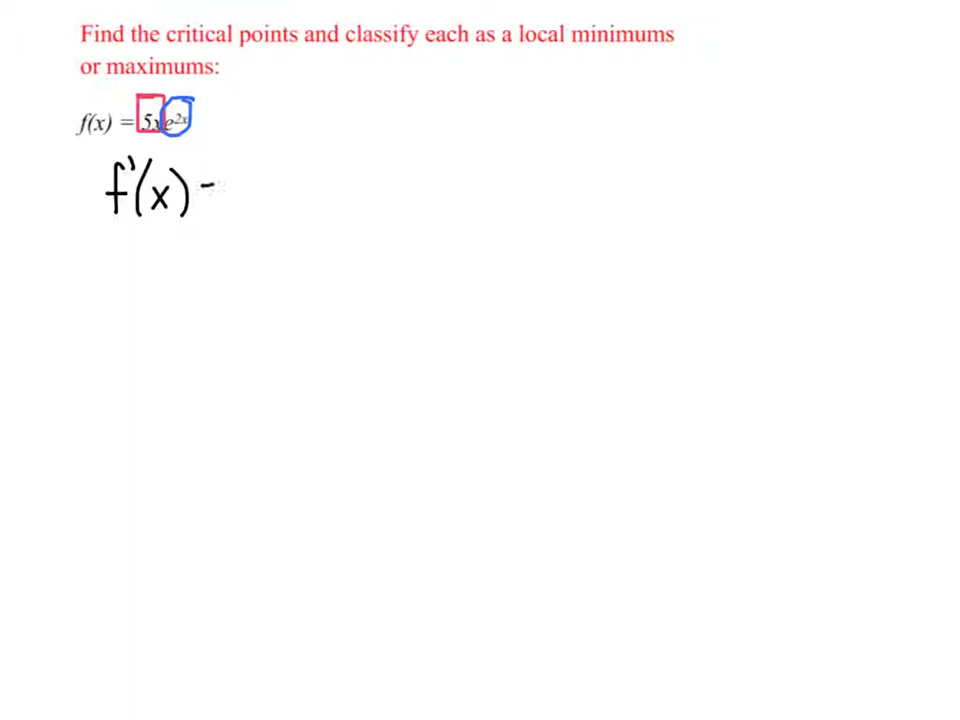 Find the critical points and classify each as a local minimums
or maximums:
f(x) = 5xe^{2x}
f'(x) -